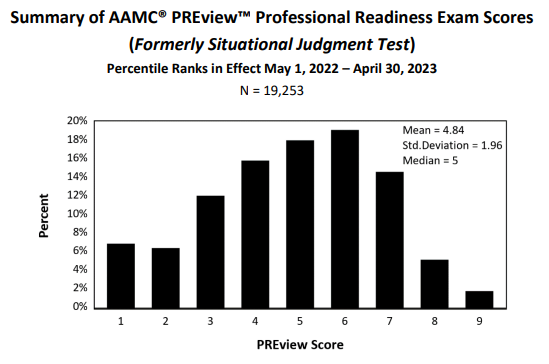 Summary of AAMC® PREview™ Professional Readiness Exam Scores
(Formerly Situational Judgment Test)
Percentile Ranks in Effect May 1, 2022 – April 30, 2023
N = 19,253
20%
18%
16%
14%
12%
10%
8%
6%
4%
2%
0%
Percent
Mean = 4.84
Std.Deviation = 1.96
Median = 5
1 2 3 4 5 6 7 8 9
PREview Score